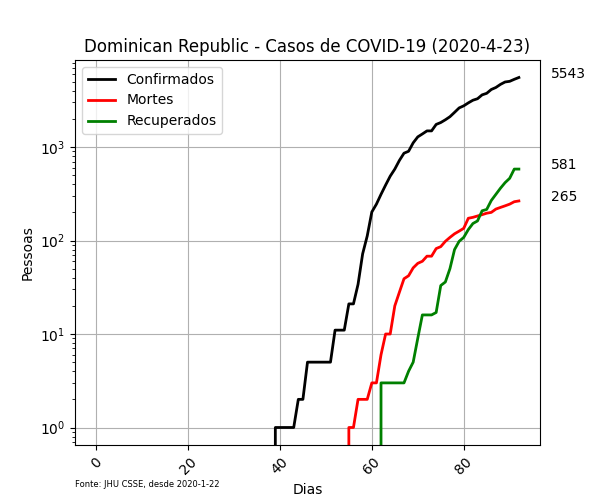 Dominican Republic - Casos de COVID-19 (2020-4-23)
Confirmados
Mortes
Recuperados
5543
581
265
10³
10²
10¹
10⁰
Pessoas
0
20
40
60
80
Dias
Fonte: JHU CSSE, desde 2020-1-22